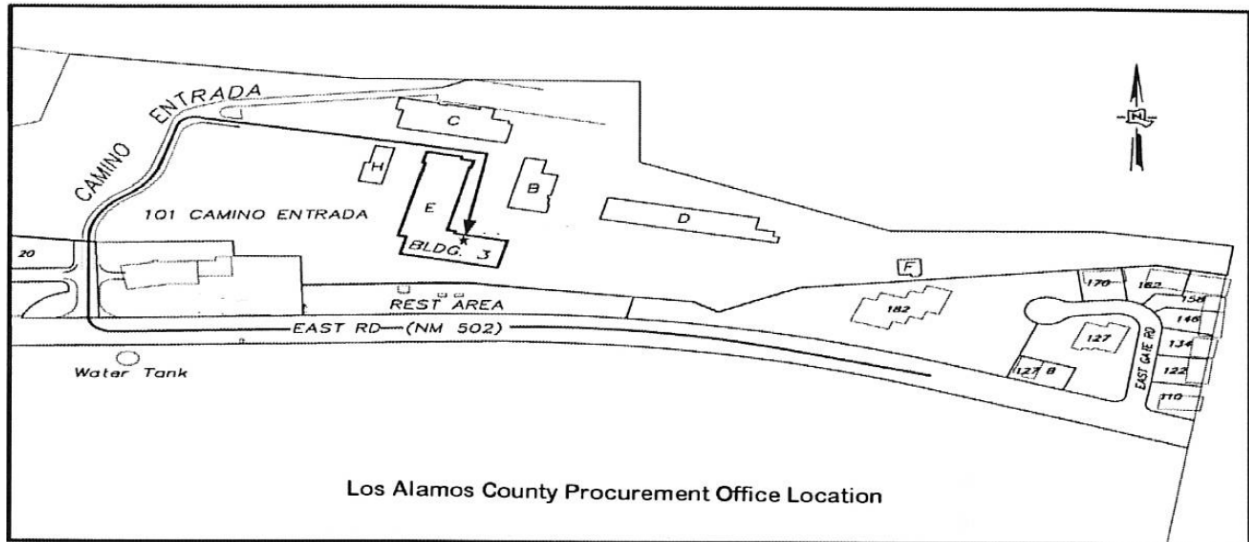 CAMINO ENTRADA
N
C
H
B
E
D
101 CAMINO ENTRADA
BLDG. 3
20
F
170
162
158
REST AREA
182
146
EAST RD (NM 502)
127
134
EAST GATE RD
127 B
122
Water Tank
110
Los Alamos County Procurement Office Location